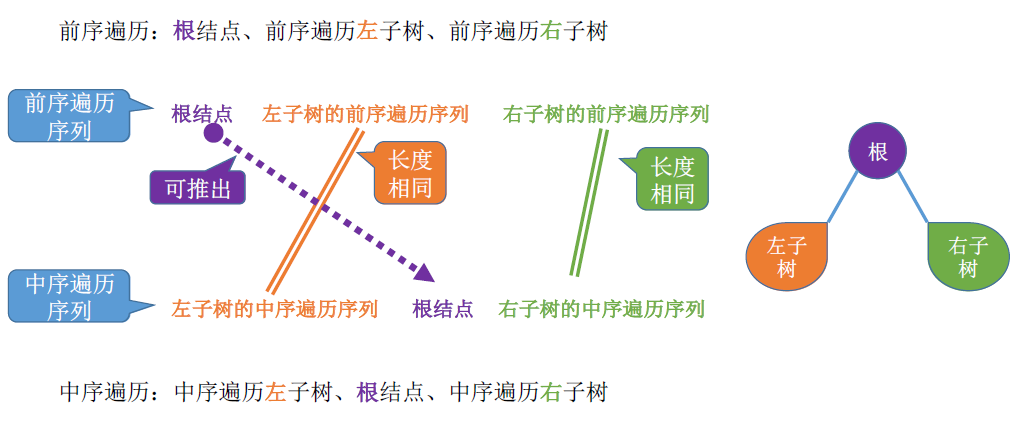 前序遍历：根结点、前序遍历左子树、前序遍历右子树
前序遍历
序列
根结点
左子树的前序遍历序列
右子树的前序遍历序列
可推出
长度
相同
长度
相同
根
左子
树
右子
树
中序遍历
序列
左子树的中序遍历序列
根结点
右子树的中序遍历序列
中序遍历：中序遍历左子树、根结点、中序遍历右子树